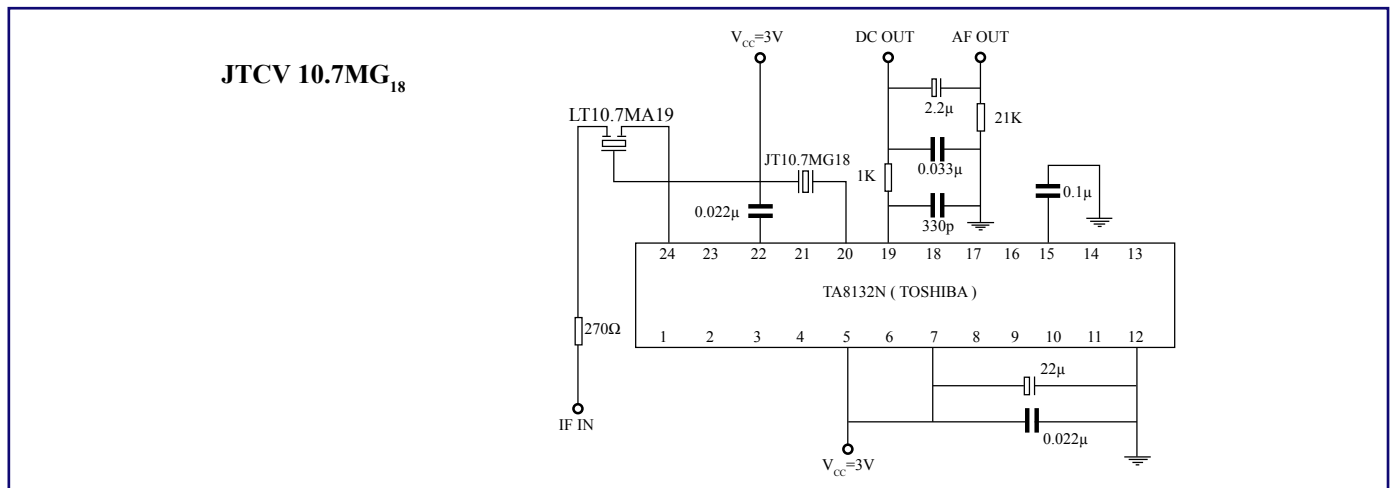 V_CC=3V DC OUT AF OUT
JTCV 10.7MG₁₈
2.2µ
LT10.7MA19 21K
JT10.7MG18 0.033µ
1K 0.1µ
0.022µ 330p
24 23 22 21 20 19 18 17 16 15 14 13
TA8132N ( TOSHIBA )
270Ω
1 2 3 4 5 6 7 8 9 10 11 12
22µ
IF IN 0.022µ
V_CC=3V